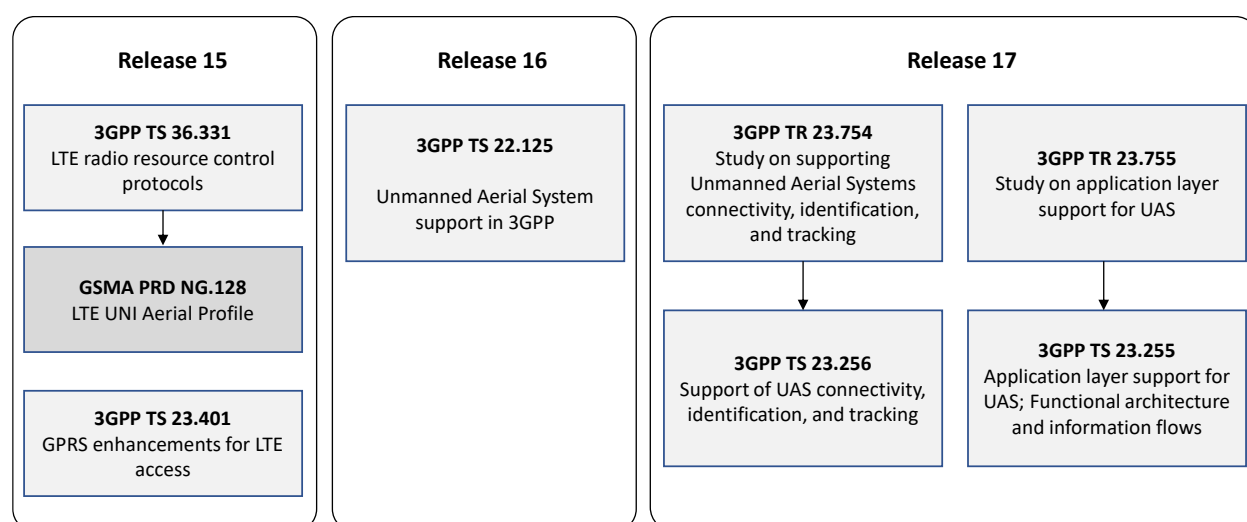 Release 15
3GPP TS 36.331
LTE radio resource control
protocols
GSMA PRD NG.128
LTE UNI Aerial Profile
3GPP TS 23.401
GPRS enhancements for LTE
access
Release 16
3GPP TS 22.125
Unmanned Aerial System
support in 3GPP
Release 17
3GPP TR 23.754
Study on supporting
Unmanned Aerial Systems
connectivity, identification,
and tracking
3GPP TS 23.256
Support of UAS connectivity,
identification, and tracking
3GPP TR 23.755
Study on application layer
support for UAS
3GPP TS 23.255
Application layer support for
UAS; Functional architecture
and information flows